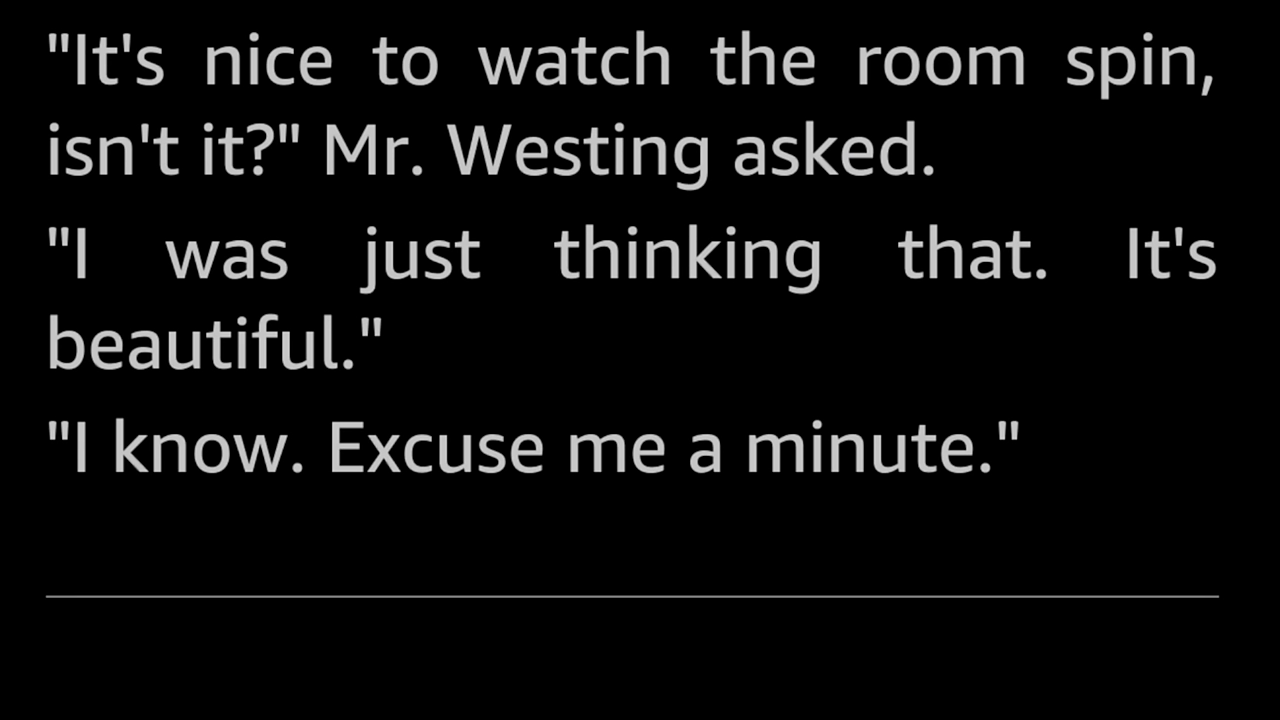 "It's nice to watch the room spin,
isn't it?" Mr. Westing asked.
"I was just thinking that. It's
beautiful."
"I know. Excuse me a minute."